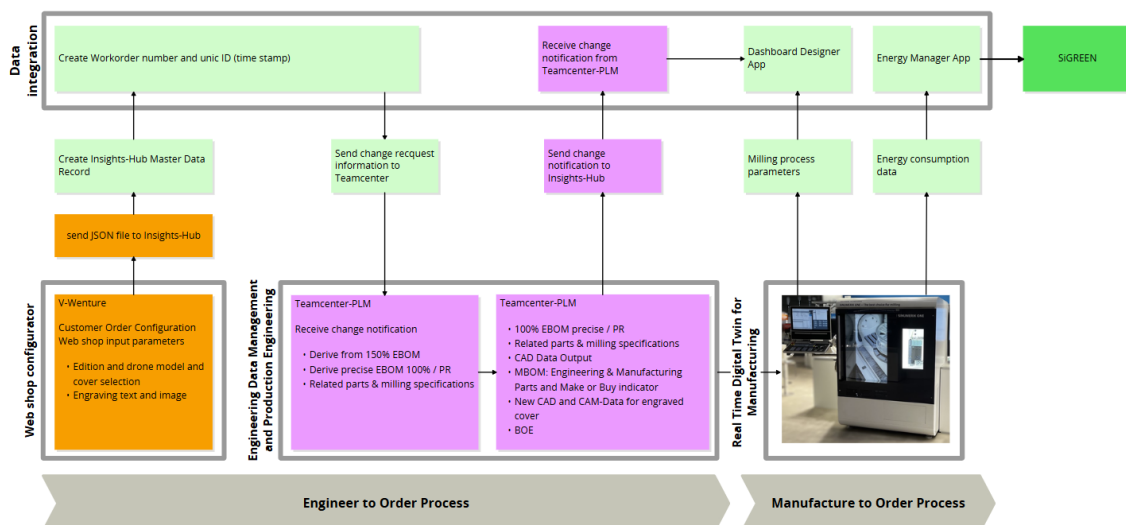 Data
integration
Create Workorder number and unic ID (time stamp)
Receive change
notification from
Teamcenter-PLM
Dashboard Designer
App
Energy Manager App
SiGREEN
Create Insights-Hub Master Data
Record
Send change recquest
information to
Teamcenter
Send change
notification to
Insights-Hub
Milling process
parameters
Energy consumption
data
send JSON file to Insights-Hub
Web shop configurator
V-Wenture
Customer Order Configuration
Web shop input parameters
• Edition and drone model and
cover selection
• Engraving text and image
Engineering Data Management
and Production Engineering
Teamcenter-PLM
Receive change notification
• Derive from 150% EBOM
• Derive precise EBOM 100% / PR
• Related parts & milling specifications
Teamcenter-PLM
• 100% EBOM precise / PR
• Related parts & milling specifications
• CAD Data Output
• MBOM: Engineering & Manufacturing
Parts and Make or Buy indicator
• New CAD and CAM-Data for engraved
cover
• BOE
Real Time Digital Twin for
Manufacturing
Engineer to Order Process
Manufacture to Order Process